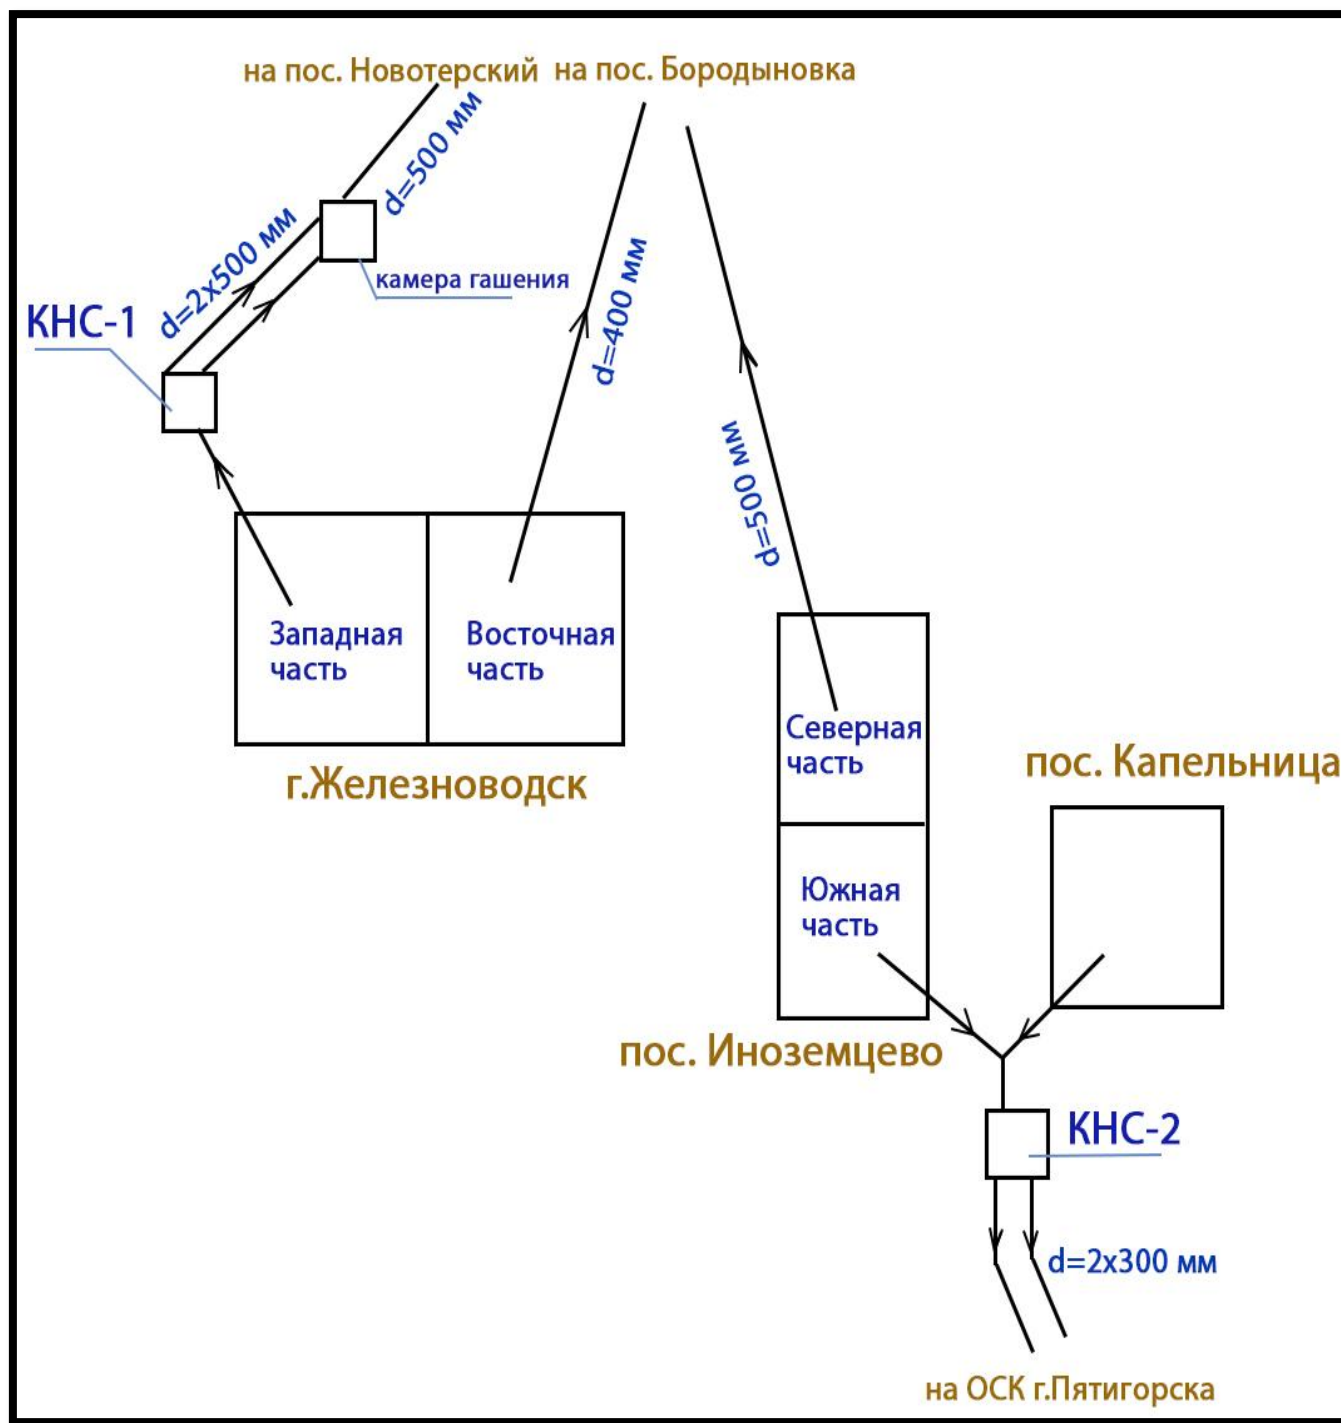 на пос. Новотерский на пос. Бородыновка
d=500 мм
d=2x500 мм
камера гашения
КНС-1
d=400 мм
d=500 мм
Западная
часть
Восточная
часть
г.Железноводск
Северная
часть
пос. Капельница
Южная
часть
пос. Иноземцево
КНС-2
d=2x300 мм
на ОСК г.Пятигорска